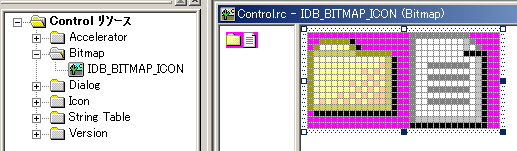 Control リソース
Accelerator
Bitmap
IDB_BITMAP_ICON
Dialog
Icon
String Table
Version
Control.rc - IDB_BITMAP_ICON (Bitmap)